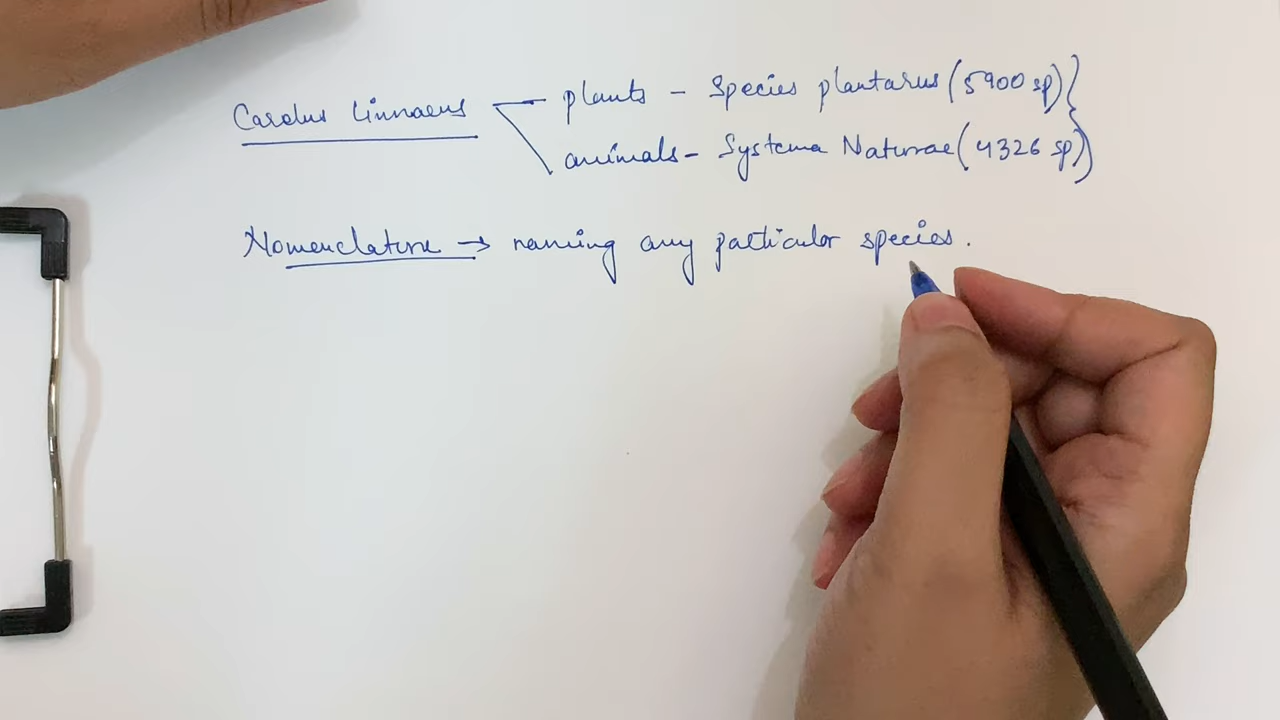 Carolus Linnaeus plants - Species plantarus (5900 sp)
animals - Systema Naturae (4326 sp)
Nomenclature → naming any particular species.